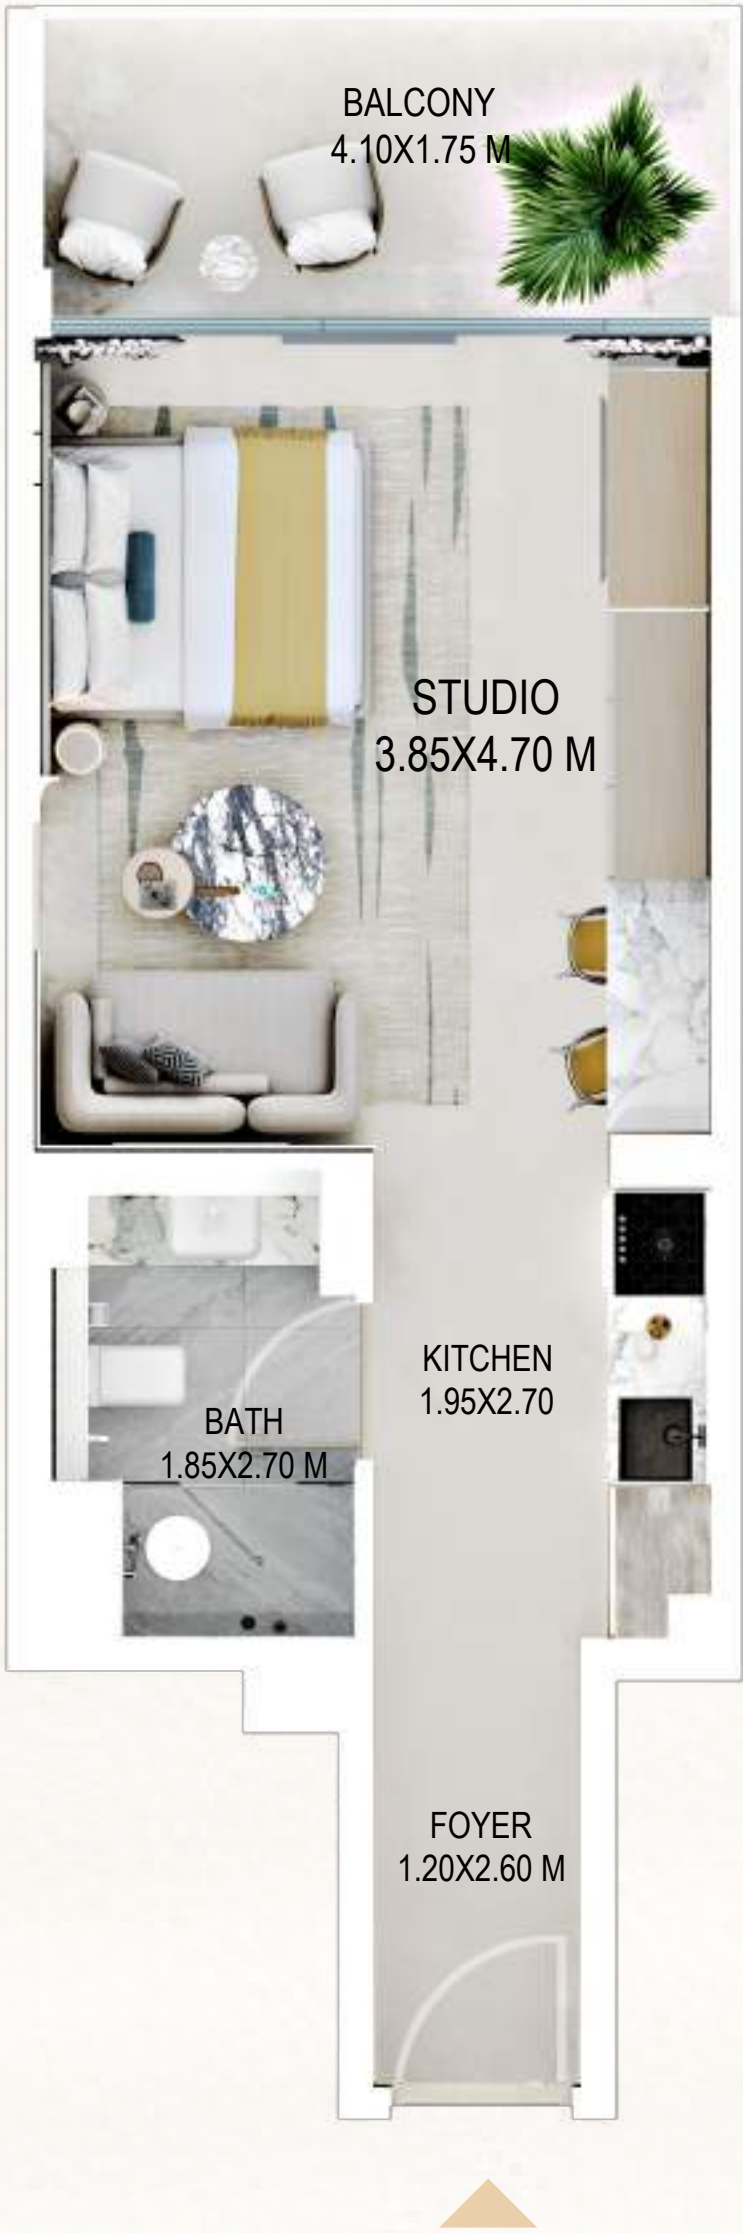 BALCONY
4.10X1.75 M
STUDIO
3.85X4.70 M
KITCHEN
1.95X2.70
BATH
1.85X2.70 M
FOYER
1.20X2.60 M